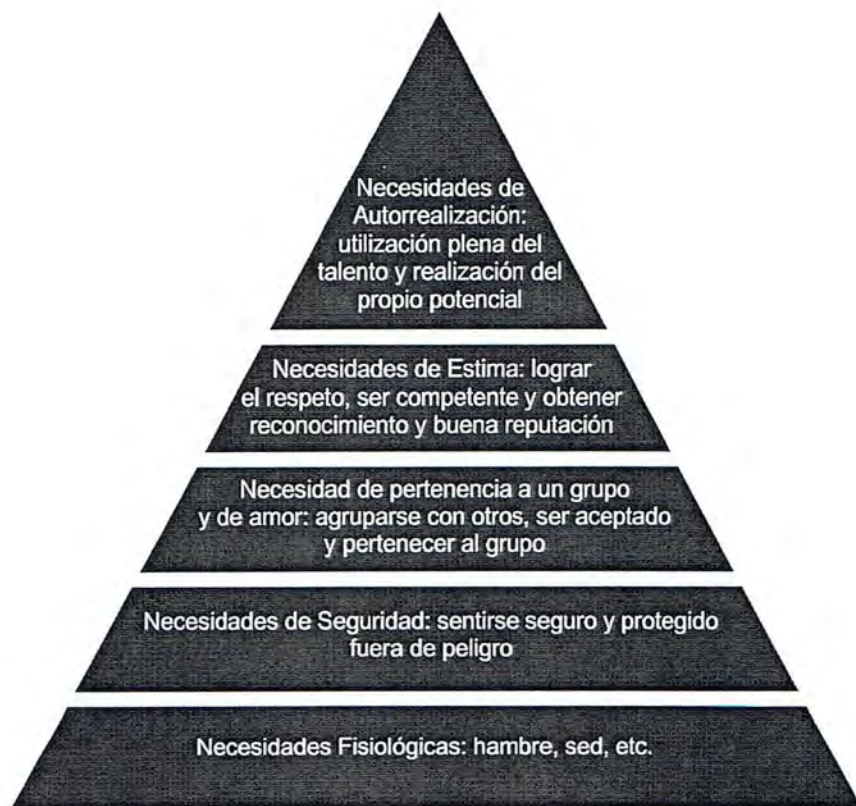 Necesidades de
Autorrealización:
utilización plena del
talento y realización del
propio potencial
Necesidades de Estima: lograr
el respeto, ser competente y obtener
reconocimiento y buena reputación
Necesidad de pertenencia a un grupo
y de amor: agruparse con otros, ser aceptado
y pertenecer al grupo
Necesidades de Seguridad: sentirse seguro y protegido
fuera de peligro
Necesidades Fisiológicas: hambre, sed, etc.